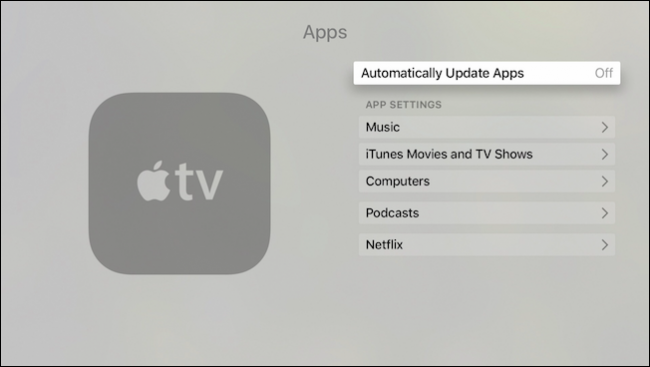 Apps
tv
Automatically Update Apps Off
APP SETTINGS
Music
iTunes Movies and TV Shows
Computers
Podcasts
Netflix